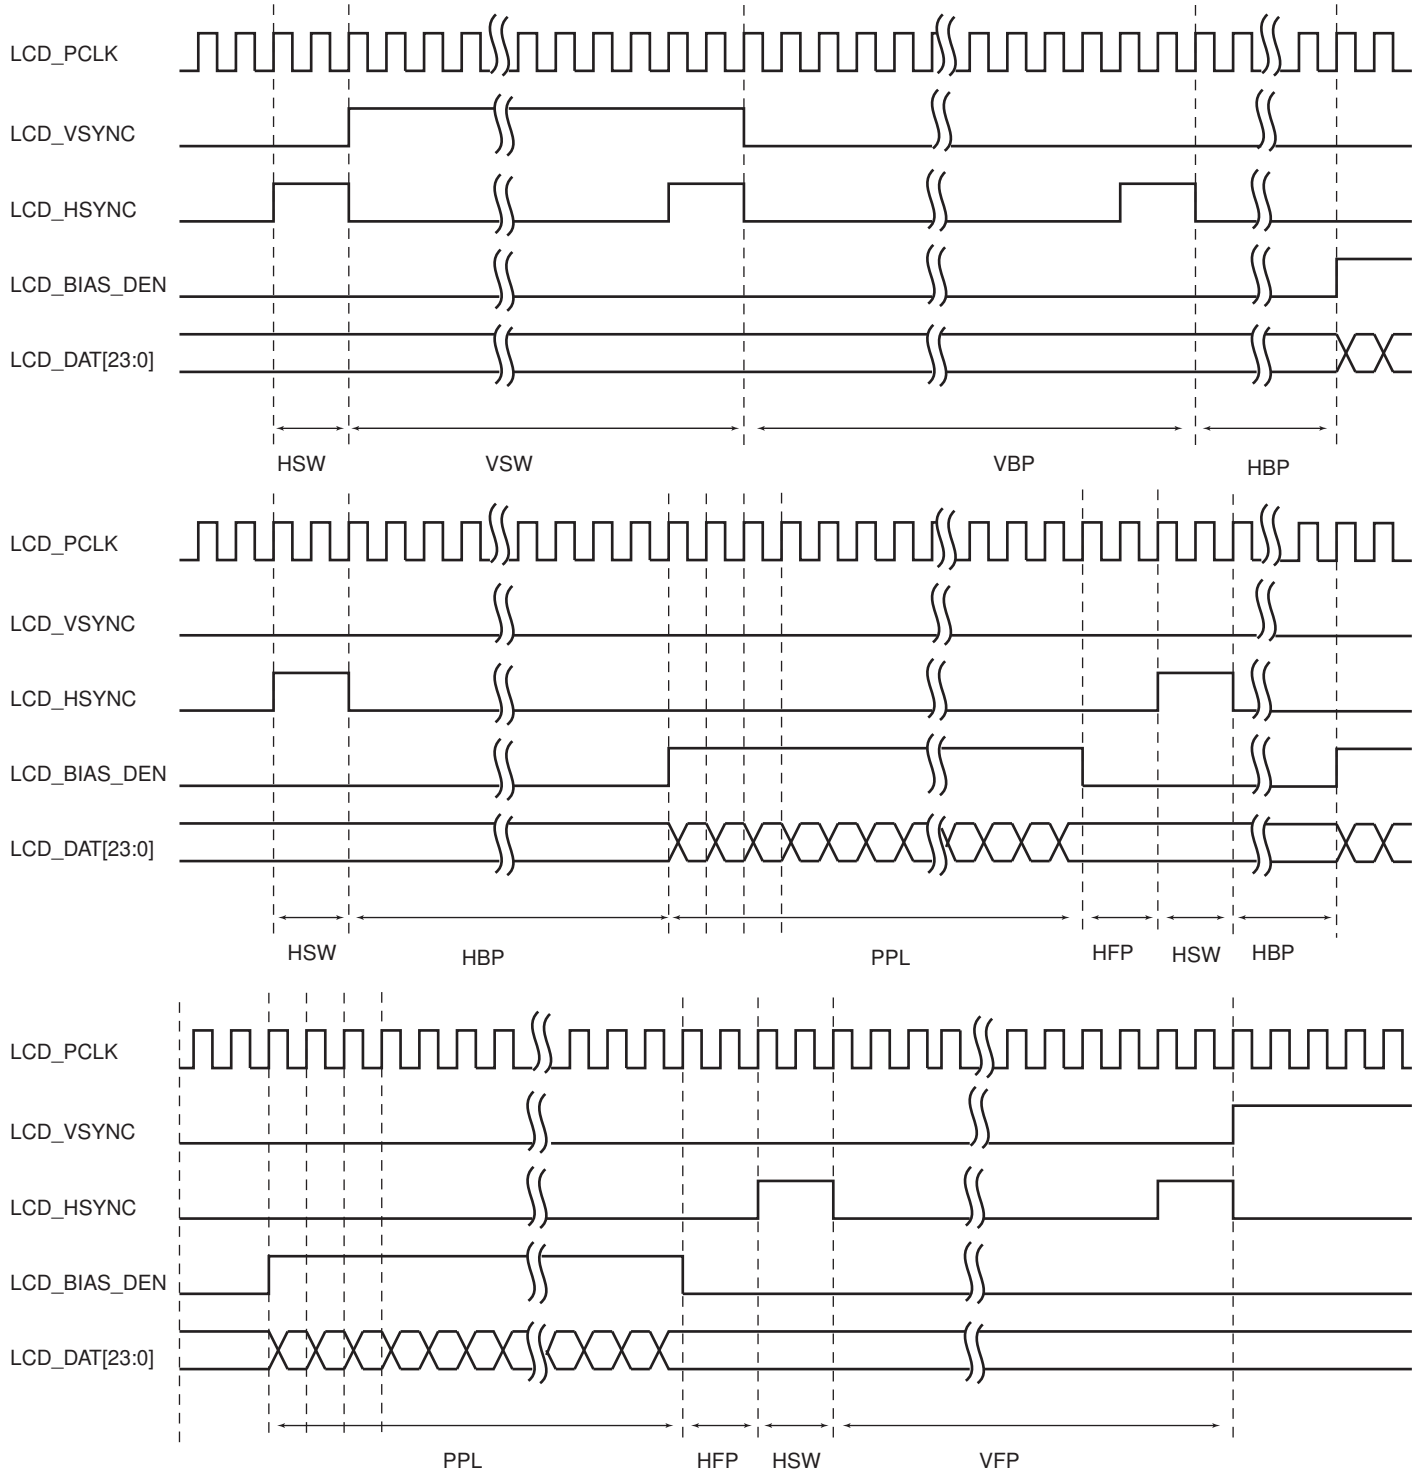 LCD_PCLK
LCD_VSYNC
LCD_HSYNC
LCD_BIAS_DEN
LCD_DAT[23:0]
HSW VSW VBP HBP
LCD_PCLK
LCD_VSYNC
LCD_HSYNC
LCD_BIAS_DEN
LCD_DAT[23:0]
HSW HBP PPL HFP HSW HBP
LCD_PCLK
LCD_VSYNC
LCD_HSYNC
LCD_BIAS_DEN
LCD_DAT[23:0]
PPL HFP HSW VFP